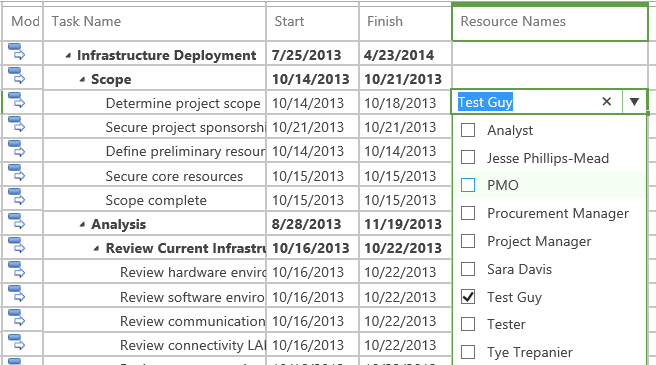 Mod Task Name Start Finish Resource Names
Infrastructure Deployment 7/25/2013 4/23/2014
Scope 10/14/2013 10/21/2013
Determine project scope 10/14/2013 10/18/2013 Test Guy
Secure project sponsorsh 10/21/2013 10/21/2013
Define preliminary resour 10/14/2013 10/14/2013
Secure core resources 10/15/2013 10/15/2013
Scope complete 10/15/2013 10/15/2013
Analysis 8/28/2013 11/19/2013
Review Current Infrastru 10/16/2013 10/22/2013
Review hardware enviro 10/16/2013 10/22/2013
Review software enviro 10/16/2013 10/22/2013
Review communication 10/16/2013 10/22/2013
Review connectivity LA 10/16/2013 10/22/2013
Analyst
Jesse Phillips-Mead
PMO
Procurement Manager
Project Manager
Sara Davis
Test Guy
Tester
Tye Trepanier